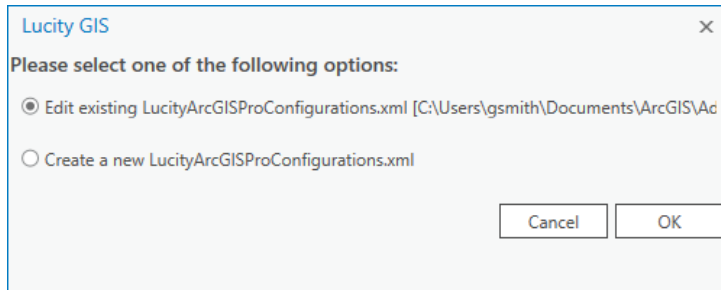 Lucity GIS
Please select one of the following options:
Edit existing LucityArcGISProConfigurations.xml [C:\Users\gsmith\Documents\ArcGIS\Ad
Create a new LucityArcGISProConfigurations.xml
Cancel OK